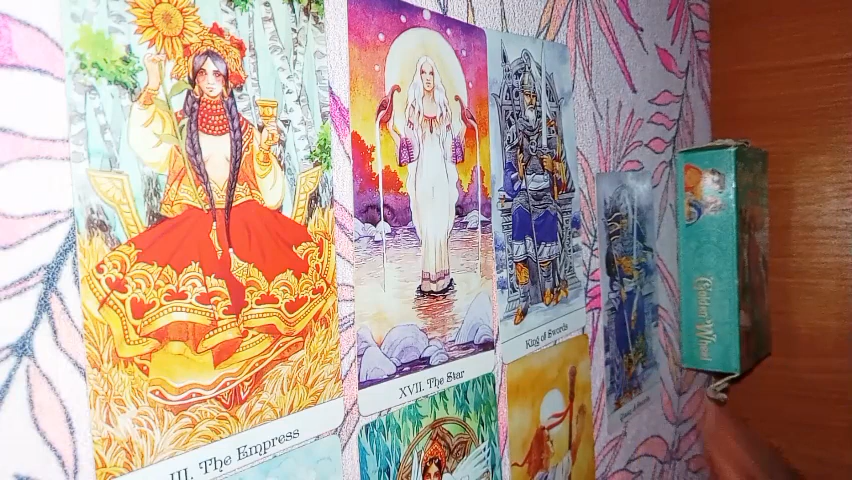 III. The Empress
XVII. The Star
King of Swords
Golden Wheel